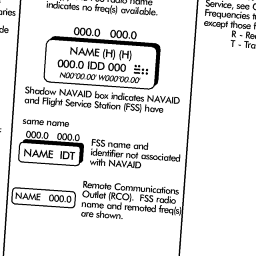 radio name
indicates no freq(s) available.
000.0 000.0
NAME (H) (H)
000.0 IDD 000
N00°00.00' W000°00.00'
Shadow NAVAID box indicates NAVAID
and Flight Service Station (FSS) have
same name
000.0 000.0
NAME IDT
FSS name and
identifier not associated
with NAVAID
NAME 000.0
Remote Communications
Outlet (RCO). FSS radio
name and remoted freq(s)
are shown.
Service, see
Frequencies
except those
R - Re
T - Tra